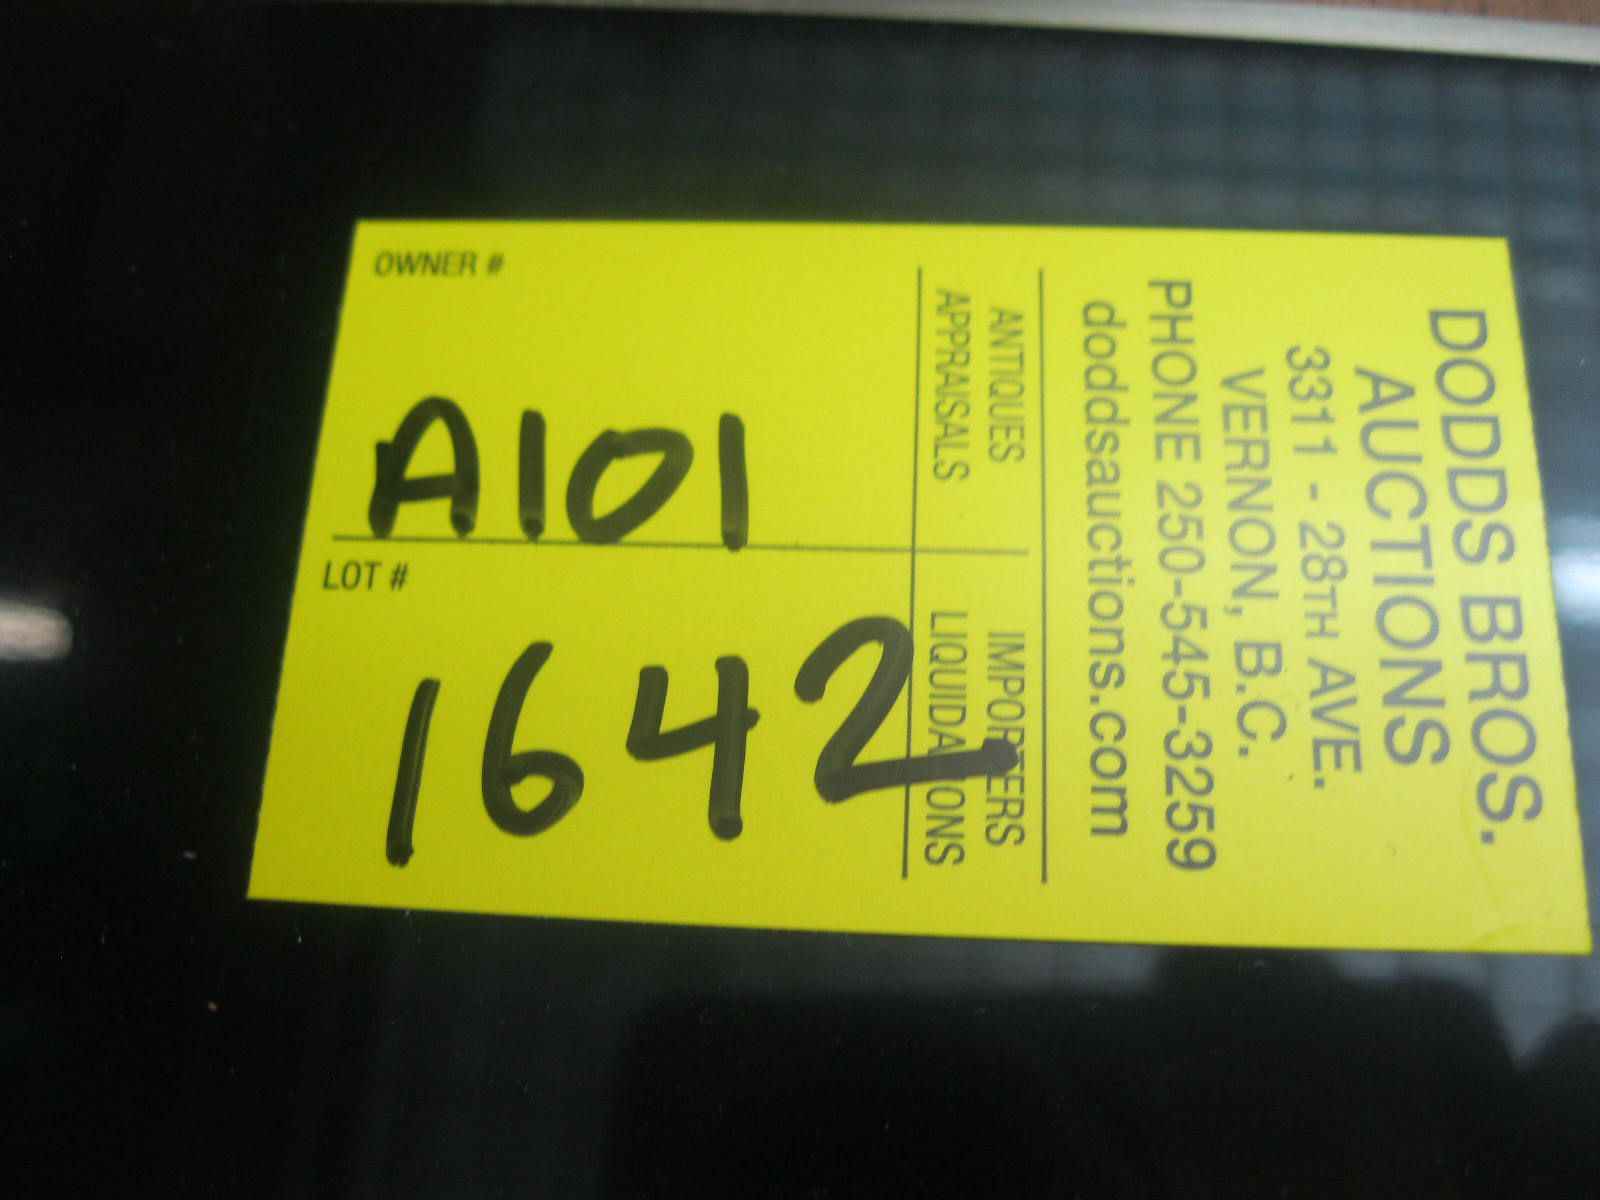 DODDS BROS.
AUCTIONS
3311 - 28TH AVE.
VERNON, B.C.
PHONE 250-545-3259
doddsauctions.com
ANTIQUES IMPORTERS
APPRAISALS LIQUIDATIONS
OWNER #
A101
LOT #
1642